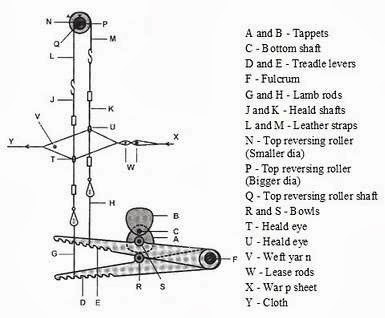 N
P
Q
M
L
J
K
V
U
Y
X
T
W
H
B
C
A
G
F
D
E
R
S
A and B - Tappets
C - Bottom shaft
D and E - Treadle levers
F - Fulcrum
G and H - Lamb rods
J and K - Heald shafts
L and M - Leather straps
N - Top reversing roller
(Smaller dia)
P - Top reversing roller
(Bigger dia)
Q - Top reversing roller shaft
R and S - Bowls
T - Heald eye
U - Heald eye
V - Weft yarn
W - Lease rods
X - Warp sheet
Y - Cloth